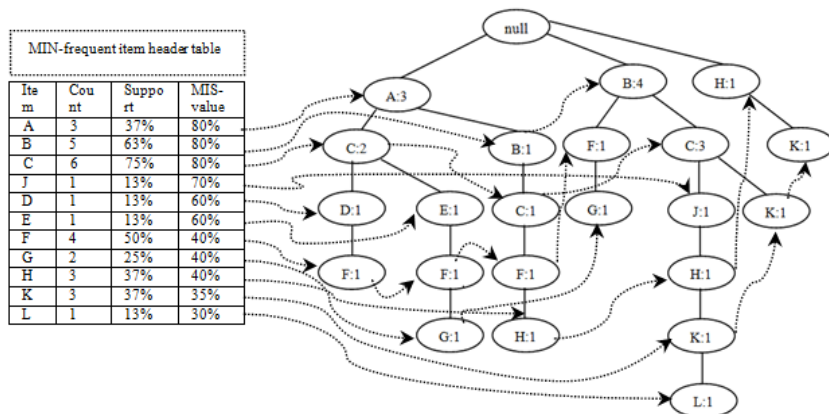 MIN-frequent item header table
Ite
m
Cou
nt
Suppo
rt
MIS-
value
A 3 37% 80%
B 5 63% 80%
C 6 75% 80%
J 1 13% 70%
D 1 13% 60%
E 1 13% 60%
F 4 50% 40%
G 2 25% 40%
H 3 37% 40%
K 3 37% 35%
L 1 13% 30%
null
A:3 B:4 H:1
C:2 B:1 F:1 C:3 K:1
D:1 E:1 C:1 G:1 J:1 K:1
F:1 F:1 F:1 H:1
G:1 H:1 K:1
L:1